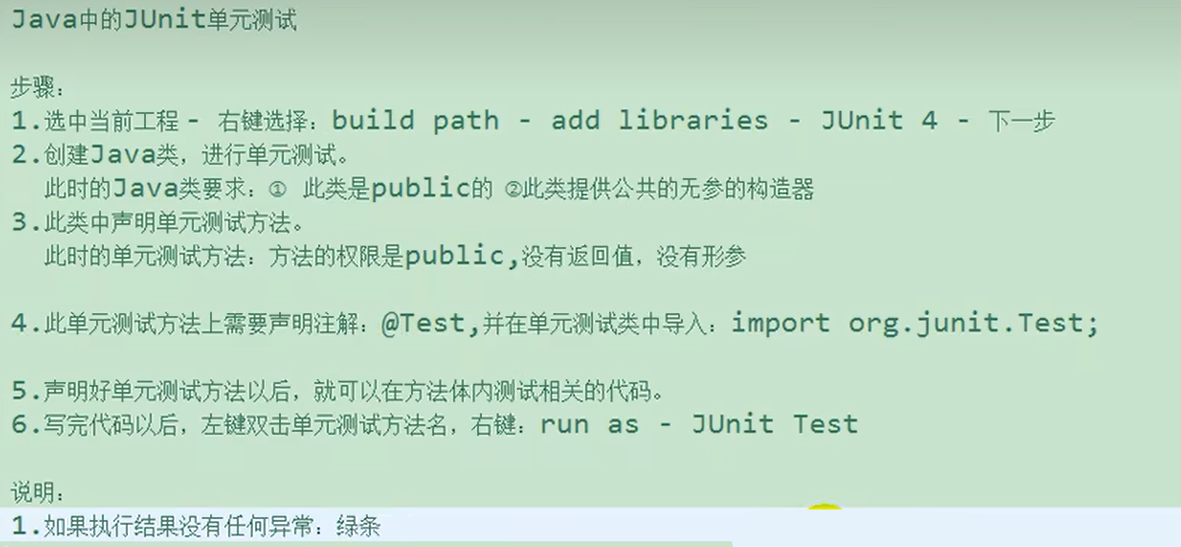 Java中的JUnit单元测试
步骤：
1.选中当前工程 - 右键选择：build path - add libraries - JUnit 4 - 下一步
2.创建Java类，进行单元测试。
此时的Java类要求：① 此类是public的 ②此类提供公共的无参的构造器
3.此类中声明单元测试方法。
此时的单元测试方法：方法的权限是public,没有返回值，没有形参
4.此单元测试方法上需要声明注解：@Test,并在单元测试类中导入：import org.junit.Test;
5.声明好单元测试方法以后，就可以在方法体内测试相关的代码。
6.写完代码以后，左键双击单元测试方法名，右键：run as - JUnit Test
说明：
1.如果执行结果没有任何异常：绿条